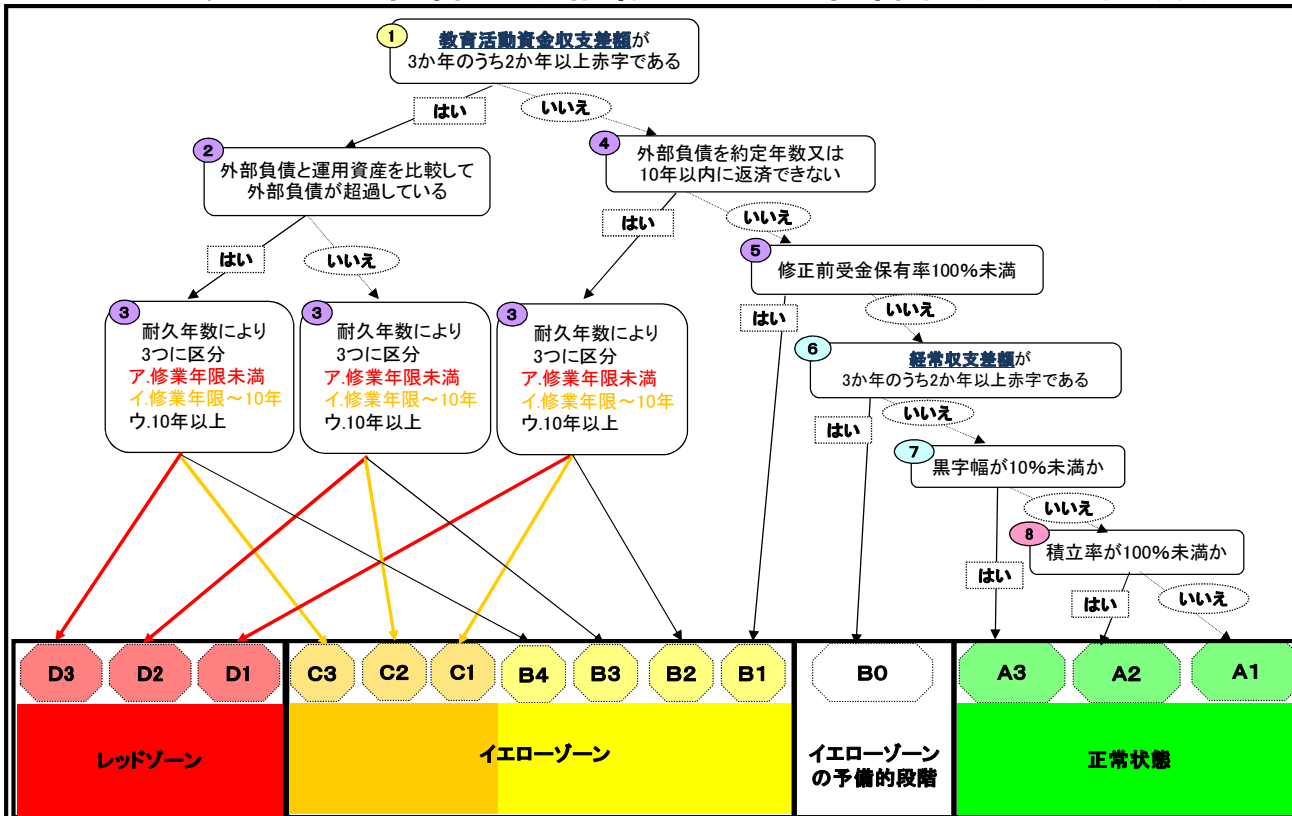 1
教育活動資金収支差額が
3か年のうち2か年以上赤字である
はい
いいえ
2
外部負債と運用資産を比較して
外部負債が超過している
4
外部負債を約定年数又は
10年以内に返済できない
はい
いいえ
はい
いいえ
5
修正前受金保有率100%未満
はい
いいえ
3
耐久年数により
3つに区分
ア.修業年限未満
イ.修業年限～10年
ウ.10年以上
3
耐久年数により
3つに区分
ア.修業年限未満
イ.修業年限～10年
ウ.10年以上
3
耐久年数により
3つに区分
ア.修業年限未満
イ.修業年限～10年
ウ.10年以上
6
経常収支差額が
3か年のうち2か年以上赤字である
はい
いいえ
7
黒字幅が10%未満か
はい
いいえ
8
積立率が100%未満か
はい
いいえ
D3
D2
D1
C3
C2
C1
B4
B3
B2
B1
B0
A3
A2
A1
レッドゾーン
イエローゾーン
イエローゾーン
の予備的段階
正常状態